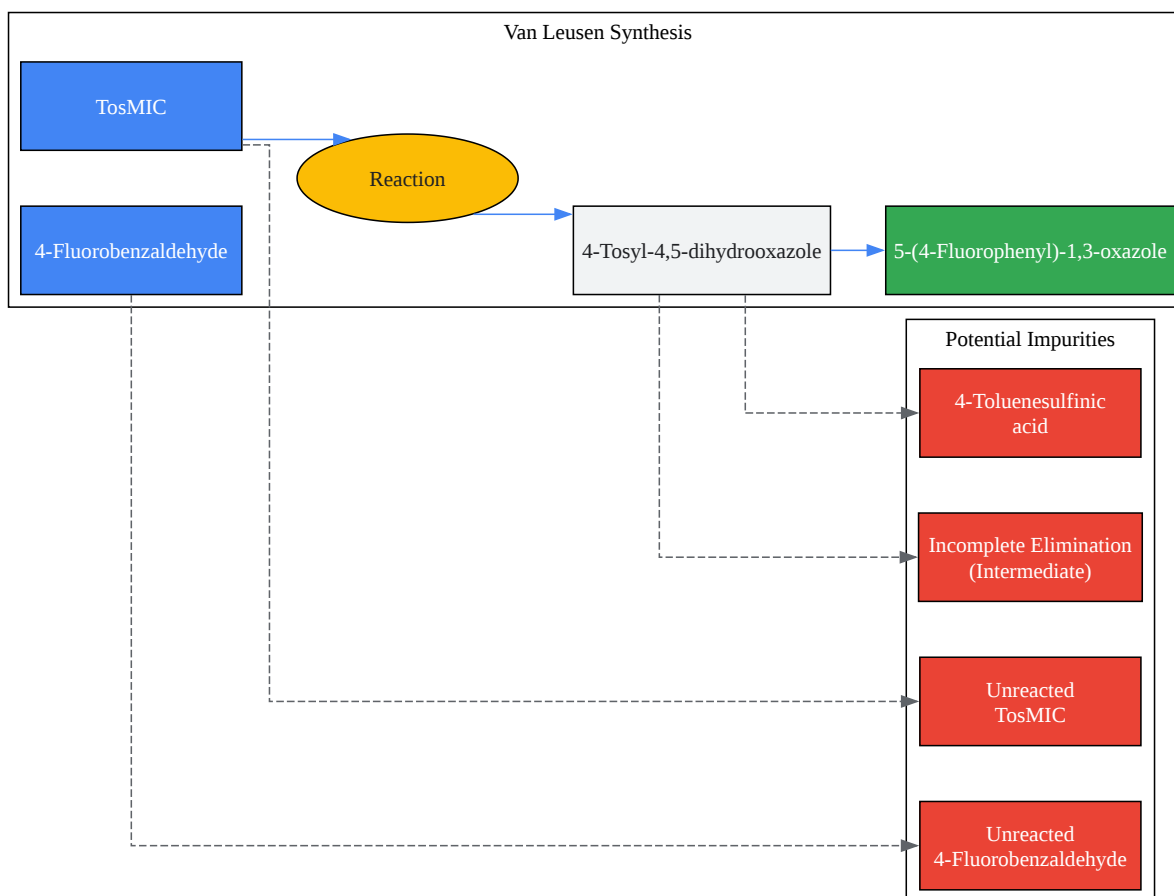 Van Leusen Synthesis
TosMIC
Reaction
4-Fluorobenzaldehyde
4-Tosyl-4,5-dihydrooxazole
5-(4-Fluorophenyl)-1,3-oxazole
Potential Impurities
4-Toluenesulfinic
acid
Incomplete Elimination
(Intermediate)
Unreacted
TosMIC
Unreacted
4-Fluorobenzaldehyde